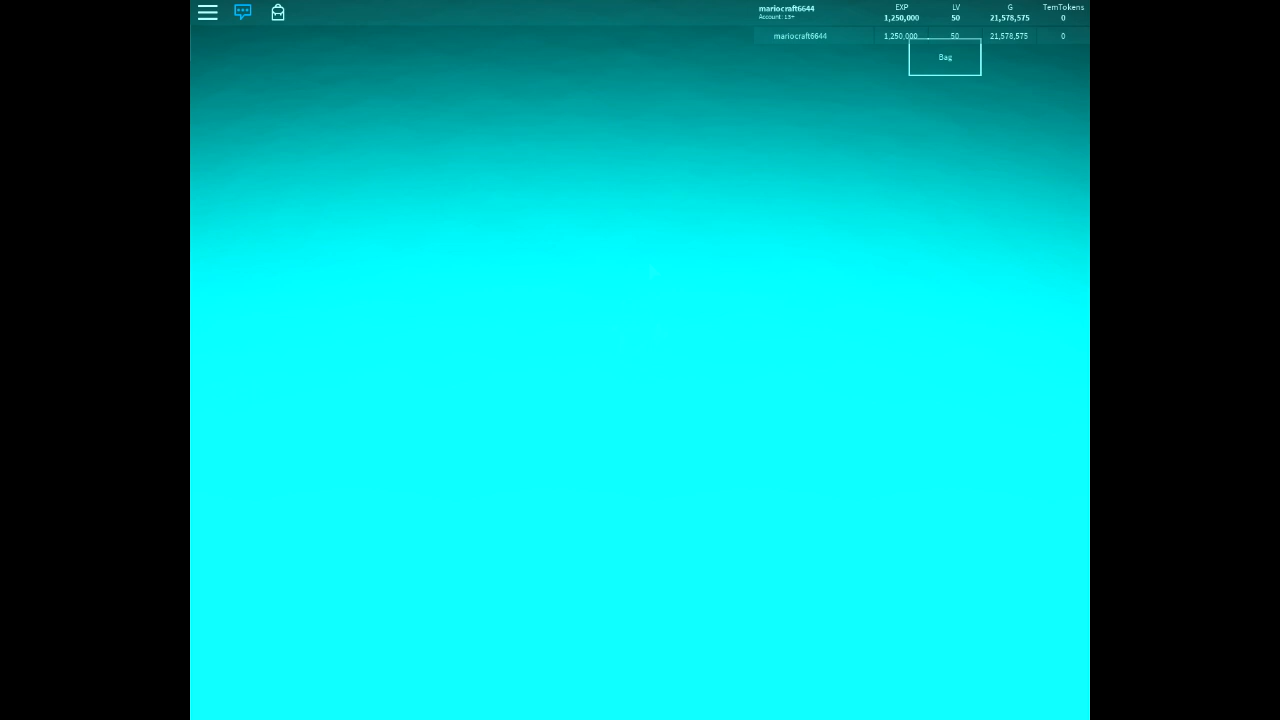 mariocraft6644 EXP LV G TemTokens
Account: 13+ 1,250,000 50 21,578,575 0
mariocraft6644 1,250,000 50 21,578,575 0
Bag